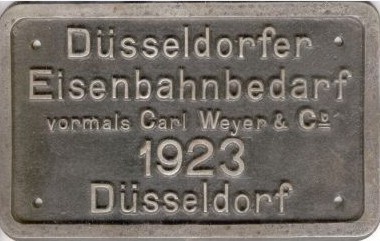 Düsseldorfer
Eisenbahnbedarf
vormals Carl Weyer & Cº
1923
Düsseldorf